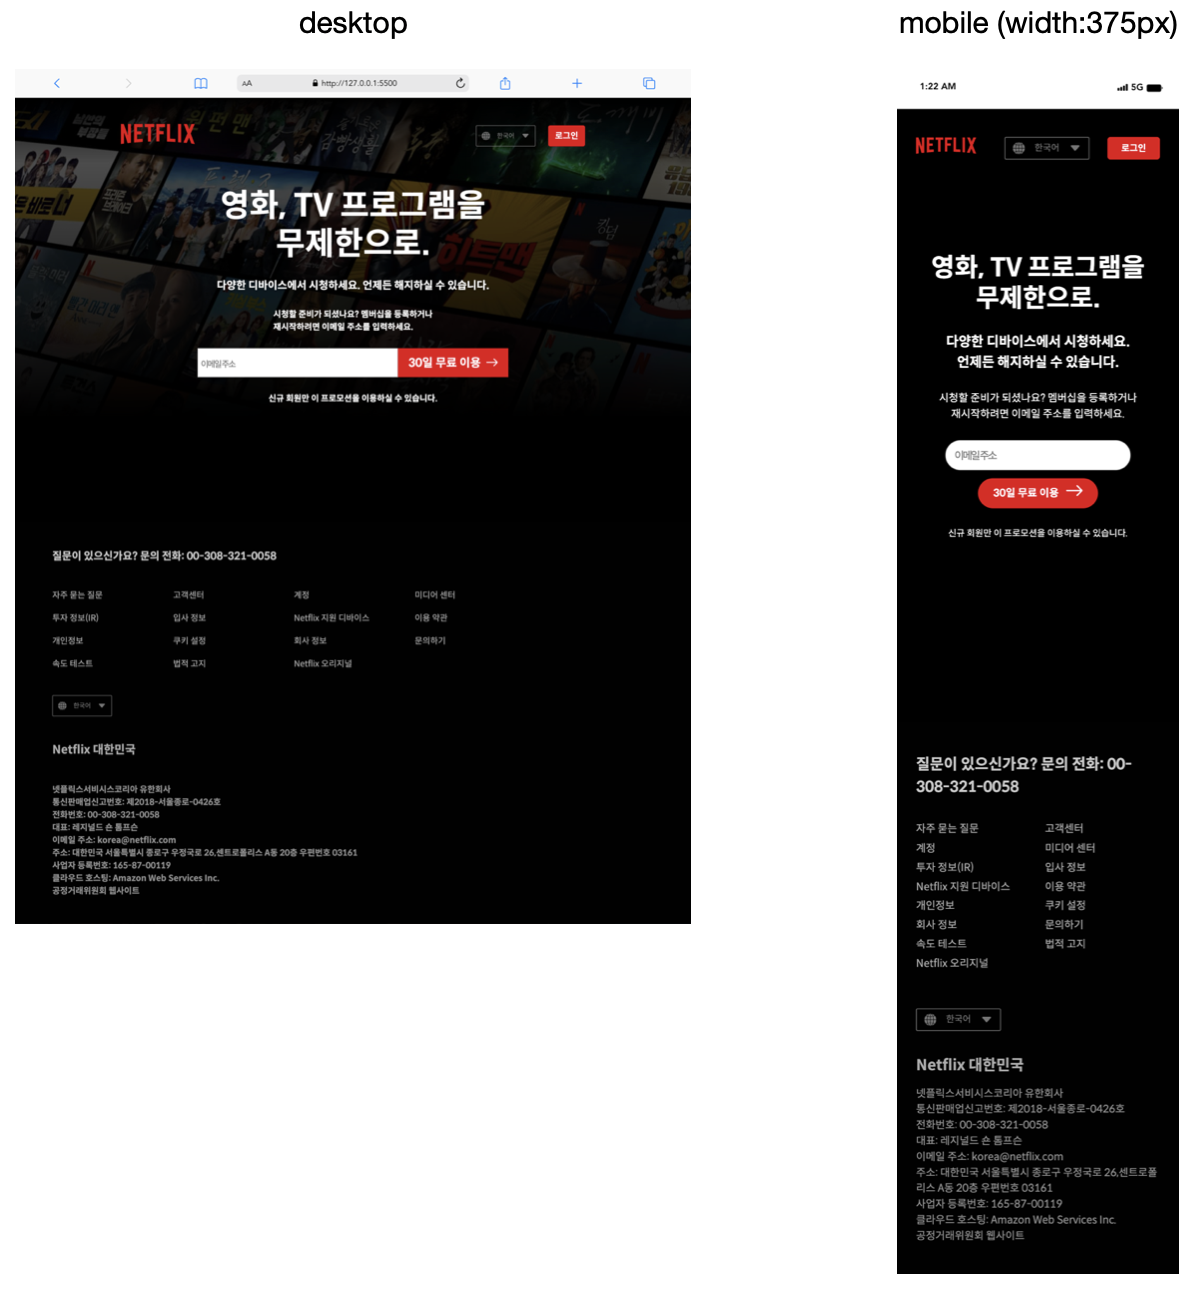 desktop
mobile (width:375px)
AA
http://127.0.0.1:5500
NETFLIX
한국어
로그인
영화, TV 프로그램을
무제한으로.
다양한 디바이스에서 시청하세요. 언제든 해지하실 수 있습니다.
시청할 준비가 되셨나요? 멤버십을 등록하거나
재시작하려면 이메일 주소를 입력하세요.
이메일주소
30일 무료 이용
신규 회원만 이 프로모션을 이용하실 수 있습니다.
히트맨
킹덤
질문이 있으신가요? 문의 전화: 00-308-321-0058
자주 묻는 질문
고객센터
계정
미디어 센터
투자 정보(IR)
입사 정보
Netflix 지원 디바이스
이용 약관
개인정보
쿠키 설정
회사 정보
문의하기
속도 테스트
법적 고지
Netflix 오리지널
한국어
Netflix 대한민국
넷플릭스서비시스코리아 유한회사
통신판매업신고번호: 제2018-서울종로-0426호
전화번호: 00-308-321-0058
대표: 레지널드 숀 톰프슨
이메일 주소: korea@netflix.com
주소: 대한민국 서울특별시 종로구 우정국로 26,센트로폴리스 A동 20층 우편번호 03161
사업자 등록번호: 165-87-00119
클라우드 호스팅: Amazon Web Services Inc.
공정거래위원회 웹사이트
1:22 AM
5G
NETFLIX
한국어
로그인
영화, TV 프로그램을
무제한으로.
다양한 디바이스에서 시청하세요.
언제든 해지하실 수 있습니다.
시청할 준비가 되셨나요? 멤버십을 등록하거나
재시작하려면 이메일 주소를 입력하세요.
이메일주소
30일 무료 이용
신규 회원만 이 프로모션을 이용하실 수 있습니다.
질문이 있으신가요? 문의 전화: 00-
308-321-0058
자주 묻는 질문
고객센터
계정
미디어 센터
투자 정보(IR)
입사 정보
Netflix 지원 디바이스
이용 약관
개인정보
쿠키 설정
회사 정보
문의하기
속도 테스트
법적 고지
Netflix 오리지널
한국어
Netflix 대한민국
넷플릭스서비시스코리아 유한회사
통신판매업신고번호: 제2018-서울종로-0426호
전화번호: 00-308-321-0058
대표: 레지널드 숀 톰프슨
이메일 주소: korea@netflix.com
주소: 대한민국 서울특별시 종로구 우정국로 26,센트로폴
리스 A동 20층 우편번호 03161
사업자 등록번호: 165-87-00119
클라우드 호스팅: Amazon Web Services Inc.
공정거래위원회 웹사이트